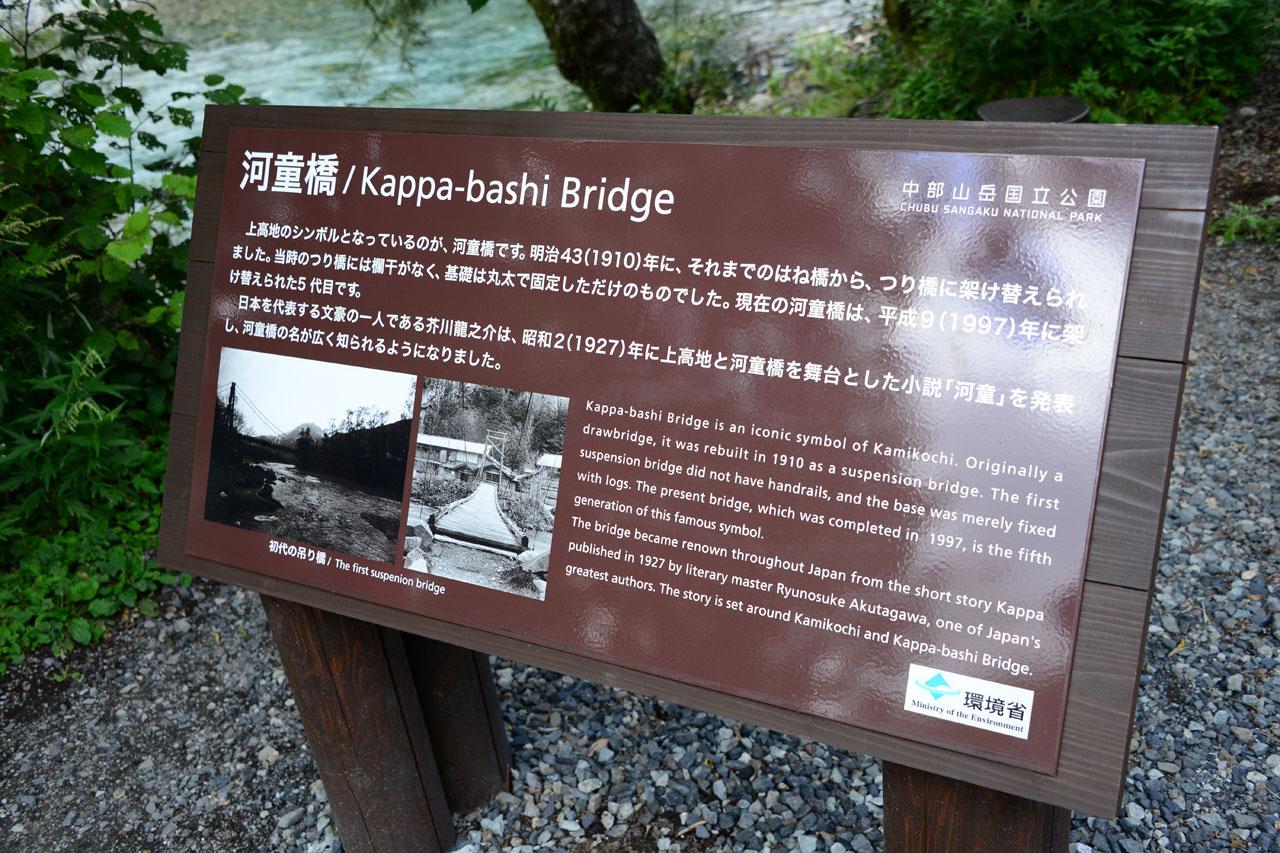 河童橋 / Kappa-bashi Bridge
中部山岳国立公園
CHUBU SANGAKU NATIONAL PARK
上高地のシンボルとなっているのが、河童橋です。明治43(1910)年に、それまでのはね橋から、つり橋に架け替えられ
ました。当時のつり橋には欄干がなく、基礎は丸太で固定しただけのものでした。現在の河童橋は、平成9(1997)年に架
け替えられた5代目です。
日本を代表する文豪の一人である芥川龍之介は、昭和2(1927)年に上高地と河童橋を舞台とした小説「河童」を発表
し、河童橋の名が広く知られるようになりました。
Kappa-bashi Bridge is an iconic symbol of Kamikochi. Originally a
drawbridge, it was rebuilt in 1910 as a suspension bridge. The first
suspension bridge did not have handrails, and the base was merely fixed
with logs. The present bridge, which was completed in 1997, is the fifth
generation of this famous symbol.
The bridge became renown throughout Japan from the short story Kappa
published in 1927 by literary master Ryunosuke Akutagawa, one of Japan's
greatest authors. The story is set around Kamikochi and Kappa-bashi Bridge.
初代の吊り橋 / The first suspenion bridge
環境省
Ministry of the Environment